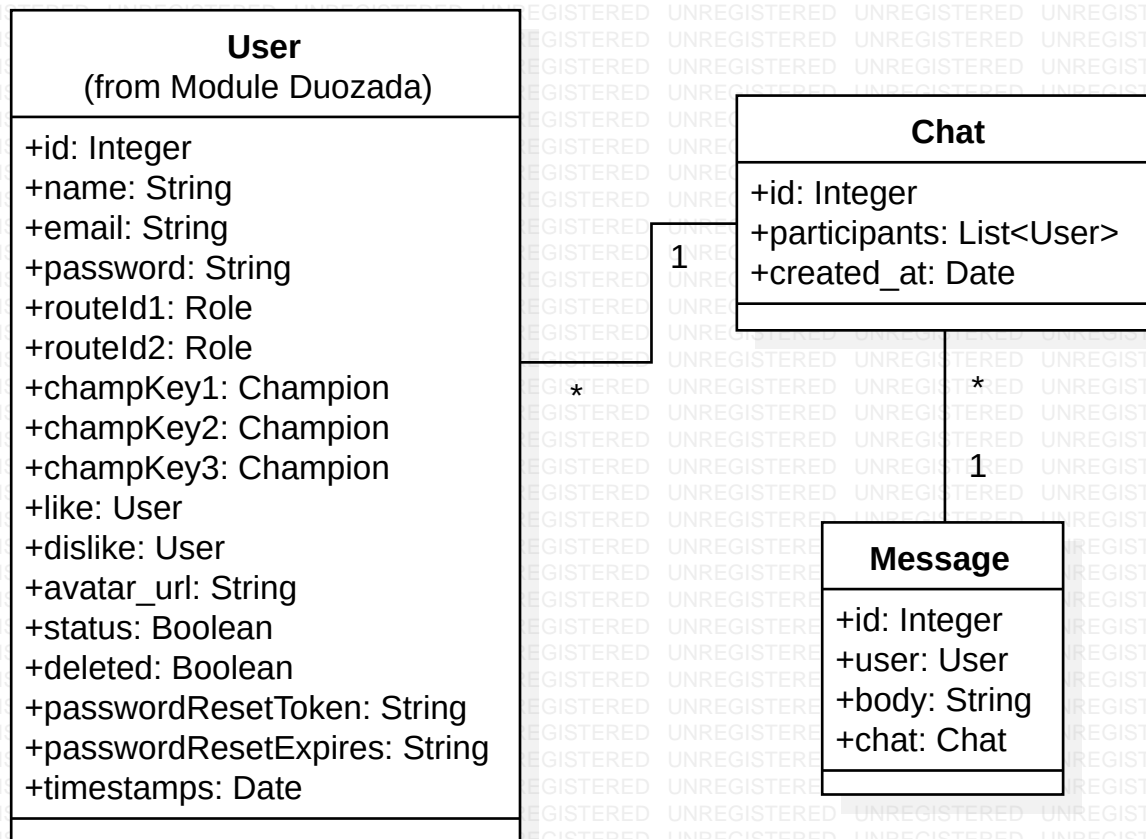 User
(from Module Duozada)
+id: Integer
+name: String
+email: String
+password: String
+routeId1: Role
+routeId2: Role
+champKey1: Champion
+champKey2: Champion
+champKey3: Champion
+like: User
+dislike: User
+avatar_url: String
+status: Boolean
+deleted: Boolean
+passwordResetToken: String
+passwordResetExpires: String
+timestamps: Date
1
*
Chat
+id: Integer
+participants: List<User>
+created_at: Date
*
1
Message
+id: Integer
+user: User
+body: String
+chat: Chat
UNREGISTERED